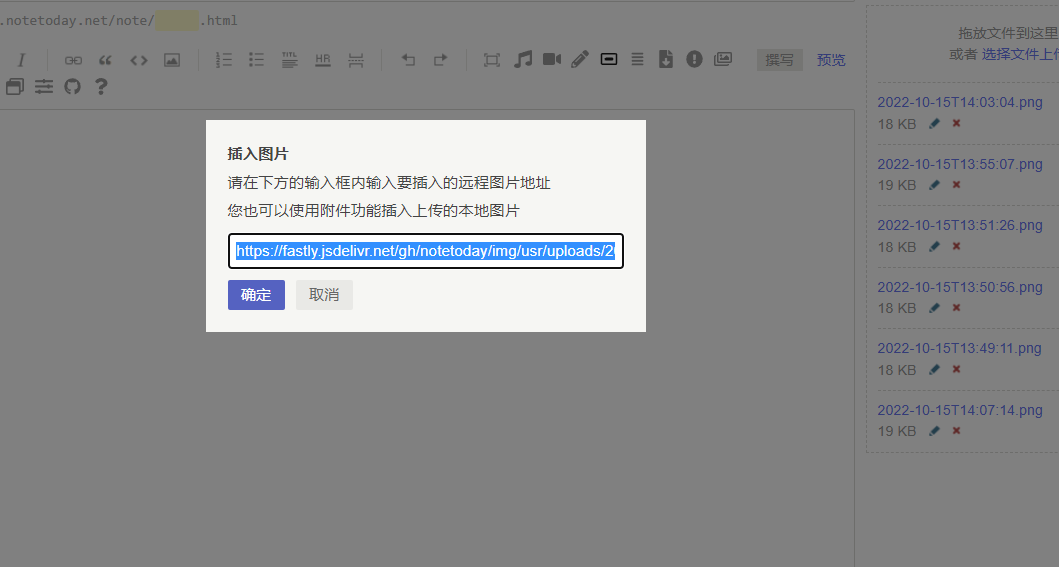 .notetoday.net/note/ .html
I H₁ HR
撰写 预览
插入图片
请在下方的输入框内输入要插入的远程图片地址
您也可以使用附件功能插入上传的本地图片
https://fastly.jsdelivr.net/gh/notetoday/img/usr/uploads/2
确定 取消
拖放文件到这里
或者 选择文件上传
2022-10-15T14:03:04.png
18 KB
2022-10-15T13:55:07.png
19 KB
2022-10-15T13:51:26.png
18 KB
2022-10-15T13:50:56.png
18 KB
2022-10-15T13:49:11.png
18 KB
2022-10-15T14:07:14.png
19 KB